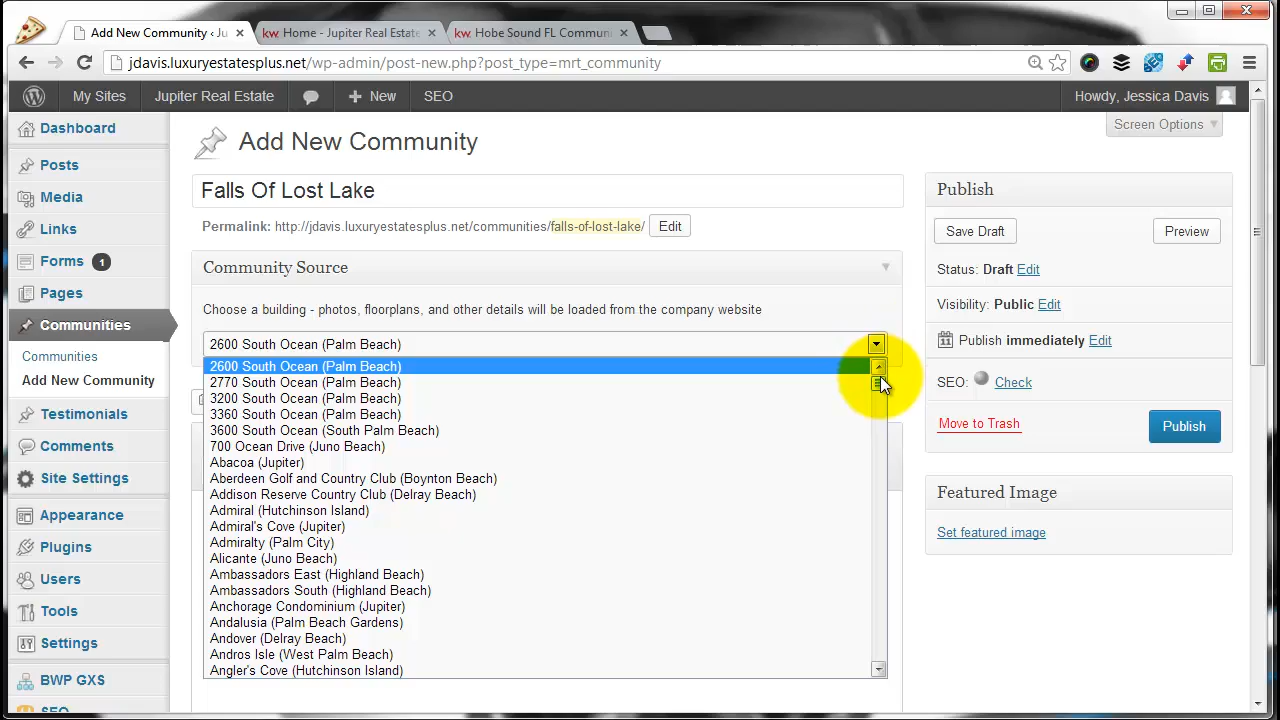 Add New Community ‹ Ju
Home - Jupiter Real Estate
Hobe Sound FL Commun
jdavis.luxuryestatesplus.net/wp-admin/post-new.php?post_type=mrt_community
My Sites
Jupiter Real Estate
New
SEO
Howdy, Jessica Davis
Screen Options
Dashboard
Posts
Media
Links
Forms 1
Pages
Communities
Communities
Add New Community
Testimonials
Comments
Site Settings
Appearance
Plugins
Users
Tools
Settings
BWP GXS
SEO
Add New Community
Falls Of Lost Lake
Permalink: http://jdavis.luxuryestatesplus.net/communities/falls-of-lost-lake/ Edit
Community Source
Choose a building - photos, floorplans, and other details will be loaded from the company website
2600 South Ocean (Palm Beach)
2600 South Ocean (Palm Beach)
2770 South Ocean (Palm Beach)
3200 South Ocean (Palm Beach)
3360 South Ocean (Palm Beach)
3600 South Ocean (South Palm Beach)
700 Ocean Drive (Juno Beach)
Abacoa (Jupiter)
Aberdeen Golf and Country Club (Boynton Beach)
Addison Reserve Country Club (Delray Beach)
Admiral (Hutchinson Island)
Admiral's Cove (Jupiter)
Admiralty (Palm City)
Alicante (Juno Beach)
Ambassadors East (Highland Beach)
Ambassadors South (Highland Beach)
Anchorage Condominium (Jupiter)
Andalusia (Palm Beach Gardens)
Andover (Delray Beach)
Andros Isle (West Palm Beach)
Angler's Cove (Hutchinson Island)
Publish
Save Draft
Preview
Status: Draft Edit
Visibility: Public Edit
Publish immediately Edit
SEO: Check
Move to Trash
Publish
Featured Image
Set featured image